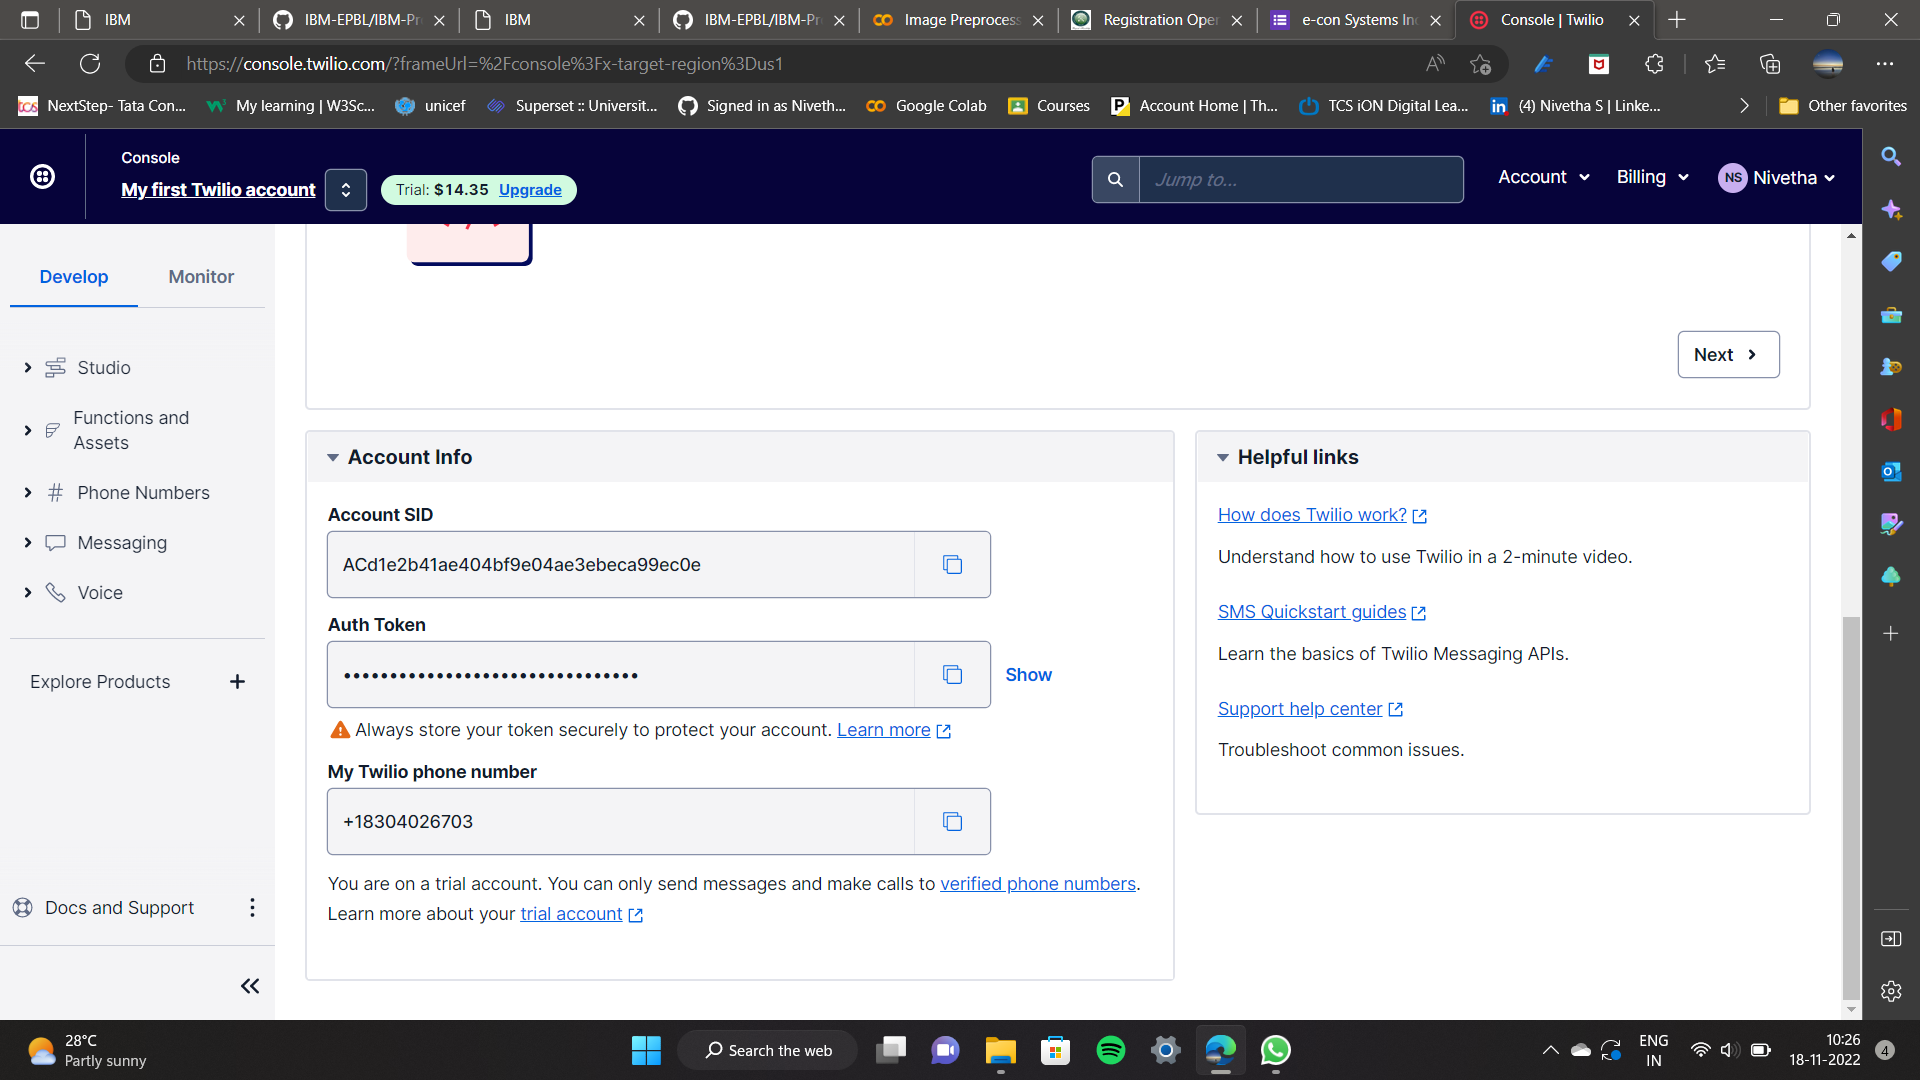 IBM
IBM-EPBL/IBM-Pr
IBM
IBM-EPBL/IBM-Pr
Image Preprocess
Registration Oper
e-con Systems Inc
Console | Twilio
https://console.twilio.com/?frameUrl=%2Fconsole%3Fx-target-region%3Dus1
NextStep- Tata Con...
My learning | W3Sc...
unicef
Superset :: Universit...
Signed in as Niveth...
Google Colab
Courses
Account Home | Th...
TCS iON Digital Lea...
(4) Nivetha S | Linke...
Other favorites
Console
My first Twilio account
Trial: $14.35 Upgrade
Jump to...
Account
Billing
NS
Nivetha
Develop
Monitor
Studio
Functions and
Assets
Phone Numbers
Messaging
Voice
Explore Products
Docs and Support
Next
Account Info
Account SID
ACd1e2b41ae404bf9e04ae3ebeca99ec0e
Auth Token
••••••••••••••••••••••••••••••••
Show
Always store your token securely to protect your account. Learn more
My Twilio phone number
+18304026703
You are on a trial account. You can only send messages and make calls to verified phone numbers.
Learn more about your trial account
Helpful links
How does Twilio work?
Understand how to use Twilio in a 2-minute video.
SMS Quickstart guides
Learn the basics of Twilio Messaging APIs.
Support help center
Troubleshoot common issues.
28°C
Partly sunny
Search the web
ENG
IN
10:26
18-11-2022
4